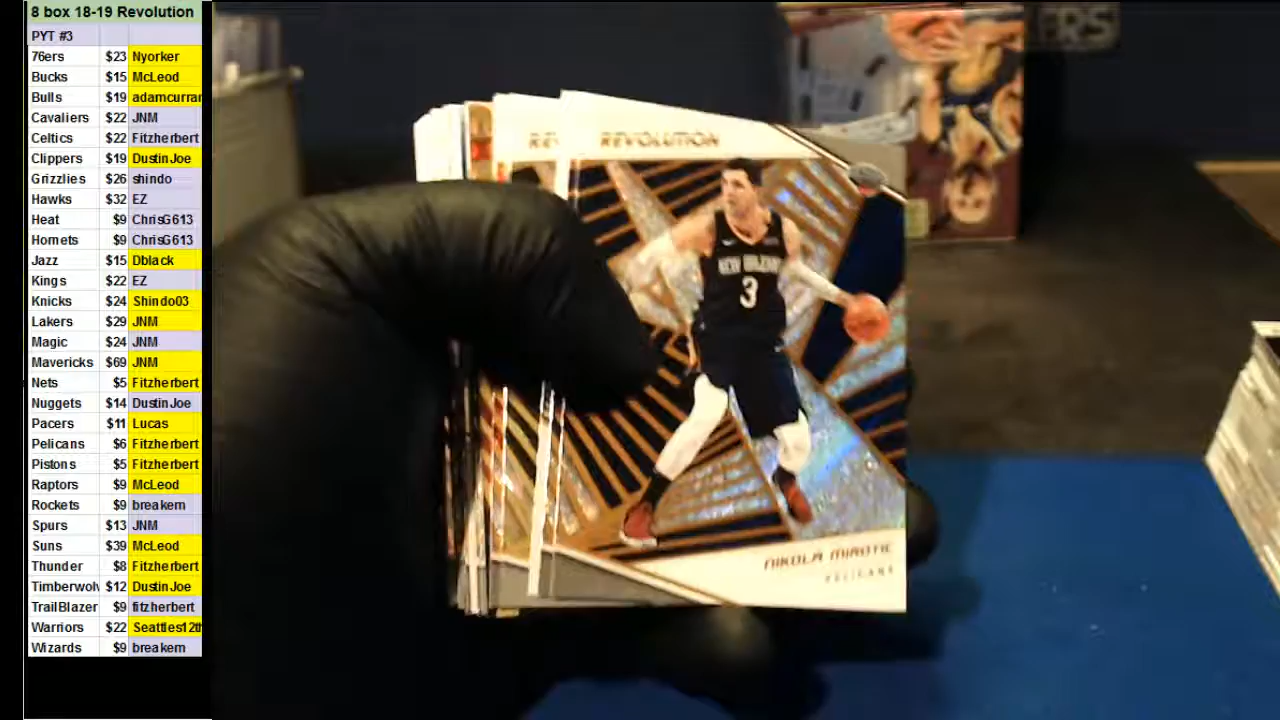 8 box 18-19 Revolution
PYT #3
76ers $23 Nyorker
Bucks $15 McLeod
Bulls $19 adamcurran
Cavaliers $22 JNM
Celtics $22 Fitzherbert
Clippers $19 DustinJoe
Grizzlies $26 shindo
Hawks $32 EZ
Heat $9 ChrisG613
Hornets $9 ChrisG613
Jazz $15 Dblack
Kings $22 EZ
Knicks $24 Shindo03
Lakers $29 JNM
Magic $24 JNM
Mavericks $69 JNM
Nets $5 Fitzherbert
Nuggets $14 DustinJoe
Pacers $11 Lucas
Pelicans $6 Fitzherbert
Pistons $5 Fitzherbert
Raptors $9 McLeod
Rockets $9 breakem
Spurs $13 JNM
Suns $39 McLeod
Thunder $8 Fitzherbert
Timberwolv $12 DustinJoe
TrailBlazer $9 fitzherbert
Warriors $22 Seattles12th
Wizards $9 breakem
ERS
RE
REVOLUTION
NEW ORLEANS
3
NIKOLA MIROTIC
PELICANS